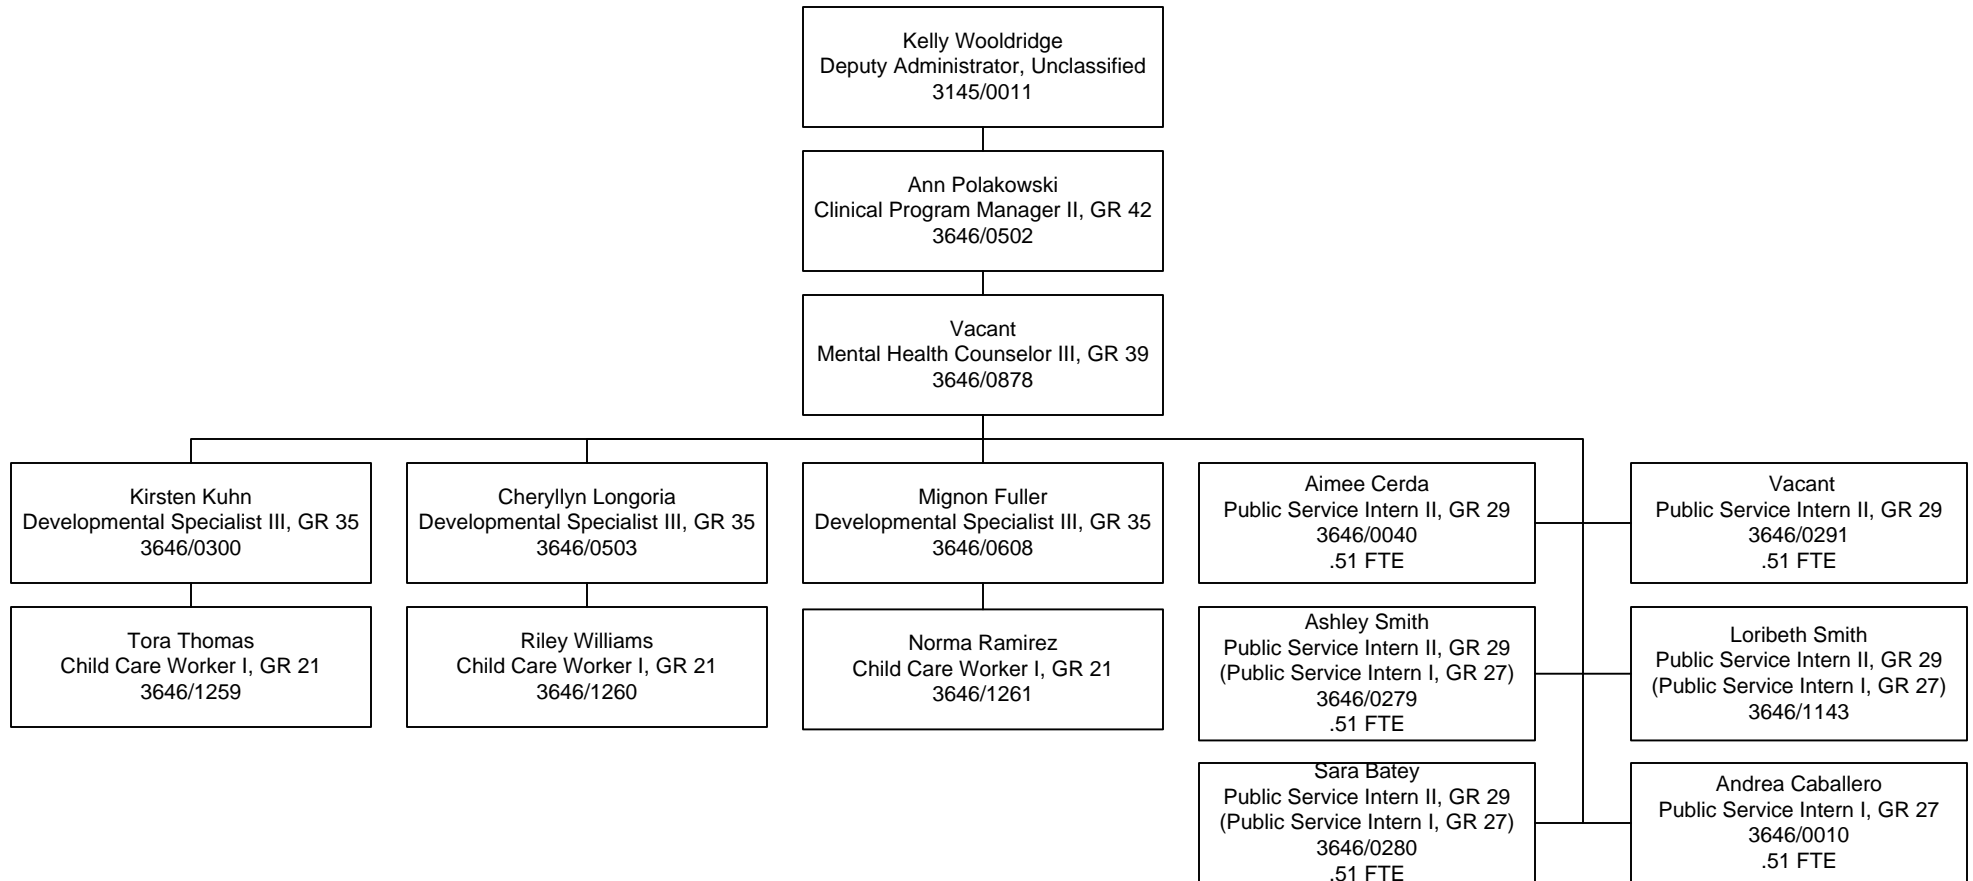 Kelly Wooldridge
Deputy Administrator, Unclassified
3145/0011
Ann Polakowski
Clinical Program Manager II, GR 42
3646/0502
Vacant
Mental Health Counselor III, GR 39
3646/0878
Kirsten Kuhn
Developmental Specialist III, GR 35
3646/0300
Cheryllyn Longoria
Developmental Specialist III, GR 35
3646/0503
Mignon Fuller
Developmental Specialist III, GR 35
3646/0608
Aimee Cerda
Public Service Intern II, GR 29
3646/0040
.51 FTE
Vacant
Public Service Intern II, GR 29
3646/0291
.51 FTE
Tora Thomas
Child Care Worker I, GR 21
3646/1259
Riley Williams
Child Care Worker I, GR 21
3646/1260
Norma Ramirez
Child Care Worker I, GR 21
3646/1261
Ashley Smith
Public Service Intern II, GR 29
(Public Service Intern I, GR 27)
3646/0279
.51 FTE
Loribeth Smith
Public Service Intern II, GR 29
(Public Service Intern I, GR 27)
3646/1143
Sara Batey
Public Service Intern II, GR 29
(Public Service Intern I, GR 27)
3646/0280
.51 FTE
Andrea Caballero
Public Service Intern I, GR 27
3646/0010
.51 FTE